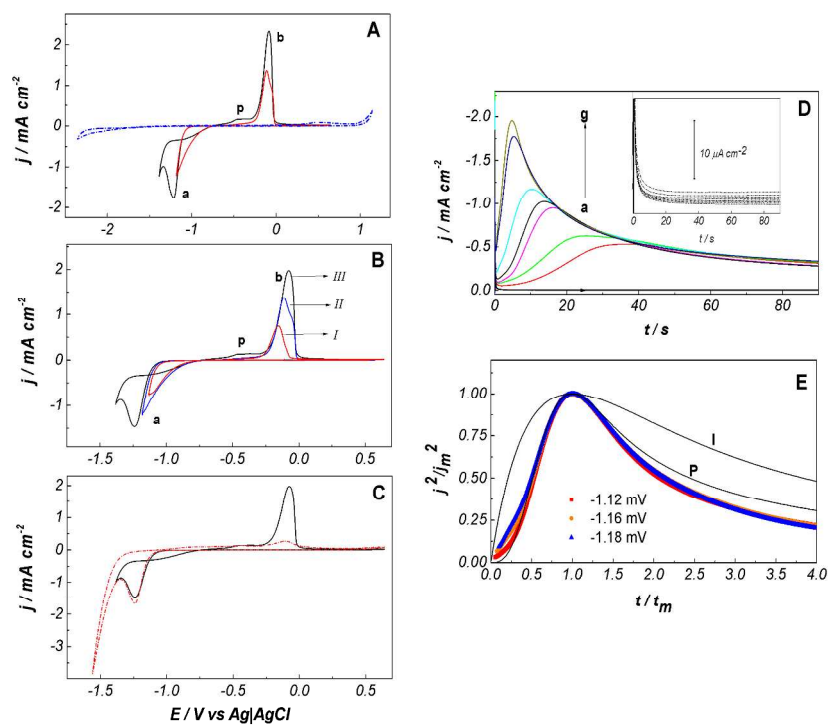 A
b
p
a
j / mA cm-2
2
1
0
-1
-2
-2
-1
0
1
B
b
III
II
I
p
a
j / mA cm-2
2
1
0
-1
-1.5
-1.0
-0.5
0.0
0.5
C
j / mA cm-2
2
1
0
-1
-2
-3
-1.5
-1.0
-0.5
0.0
0.5
E / V vs Ag|AgCl
D
g
a
10 μA cm-2
0
20
40
60
80
t / s
j / mA cm-2
-2.0
-1.5
-1.0
-0.5
0.0
0
20
40
60
80
t / s
E
I
P
-1.12 mV
-1.16 mV
-1.18 mV
j2/jm2
1.00
0.75
0.50
0.25
0.00
0.0
0.5
1.0
1.5
2.0
2.5
3.0
3.5
4.0
t / tm